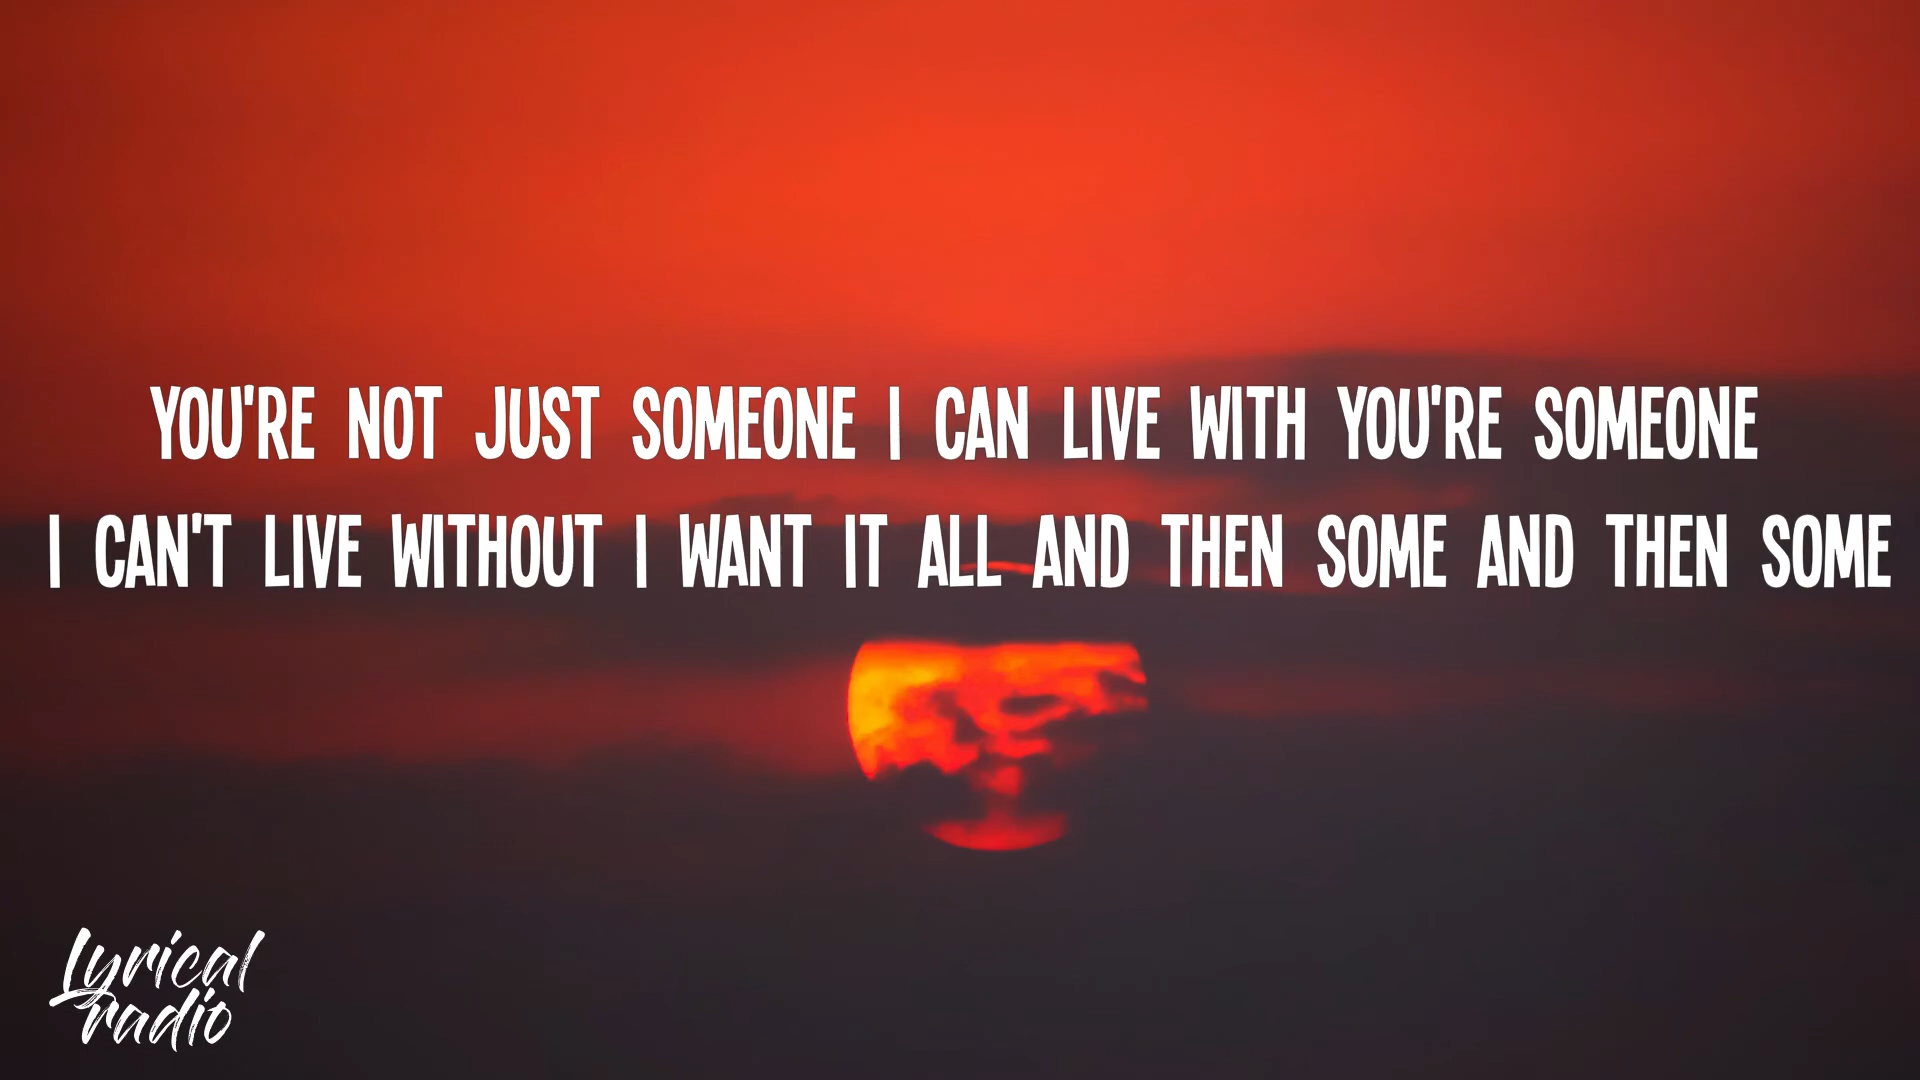 YOU'RE NOT JUST SOMEONE I CAN LIVE WITH YOU'RE SOMEONE
I CAN'T LIVE WITHOUT I WANT IT ALL AND THEN SOME AND THEN SOME
Lyrical
radio